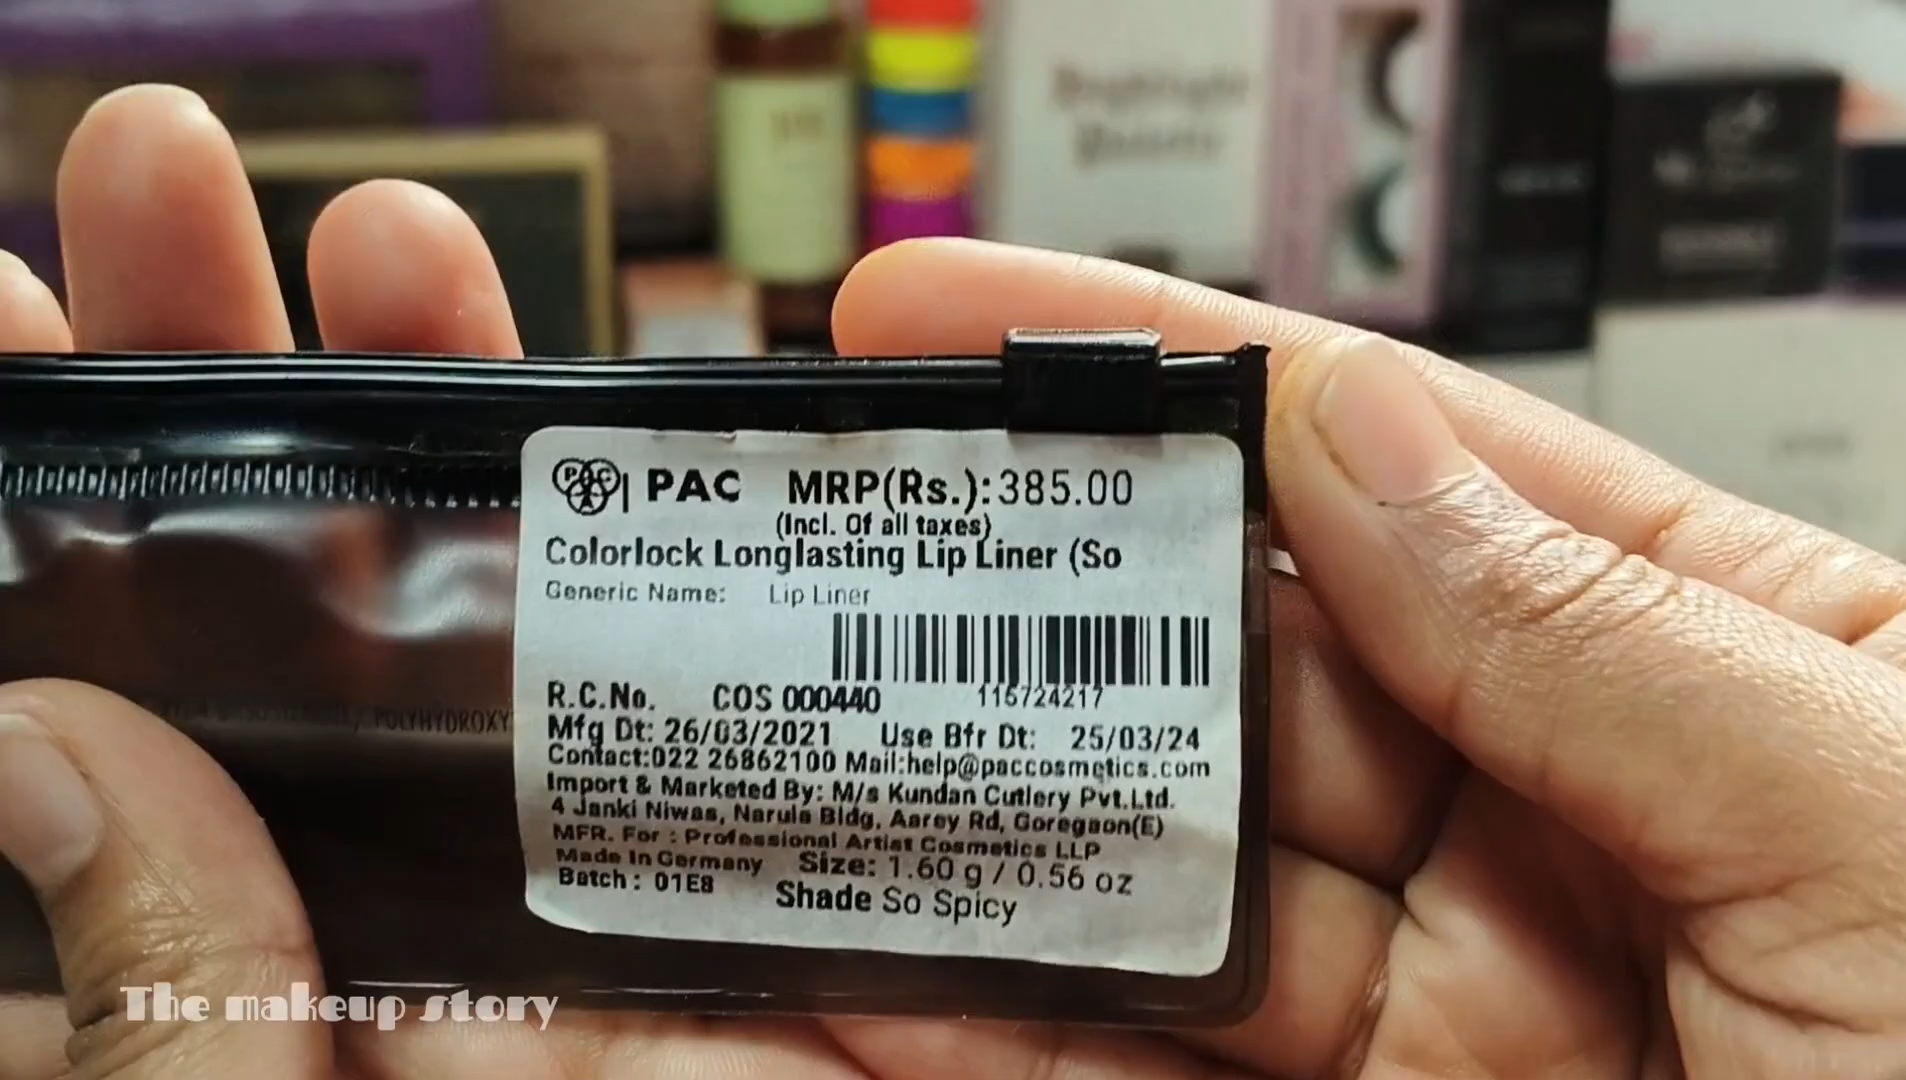 PAC MRP(Rs.):385.00
(Incl. Of all taxes)
Colorlock Longlasting Lip Liner (So
Generic Name: Lip Liner
R.C.No. COS 000440 116724217
Mfg Dt: 26/03/2021 Use Bfr Dt: 25/03/24
Contact:022 26862100 Mail:help@paccosmetics.com
Import & Marketed By: M/s Kundan Cutlery Pvt.Ltd.
4 Janki Niwas, Narula Bldg, Aarey Rd, Goregaon(E)
MFR. For : Professional Artist Cosmetics LLP
Made In Germany Size: 1.60 g / 0.56 oz
Batch : 01E8 Shade So Spicy
POLYHYDROXY
The makeup story